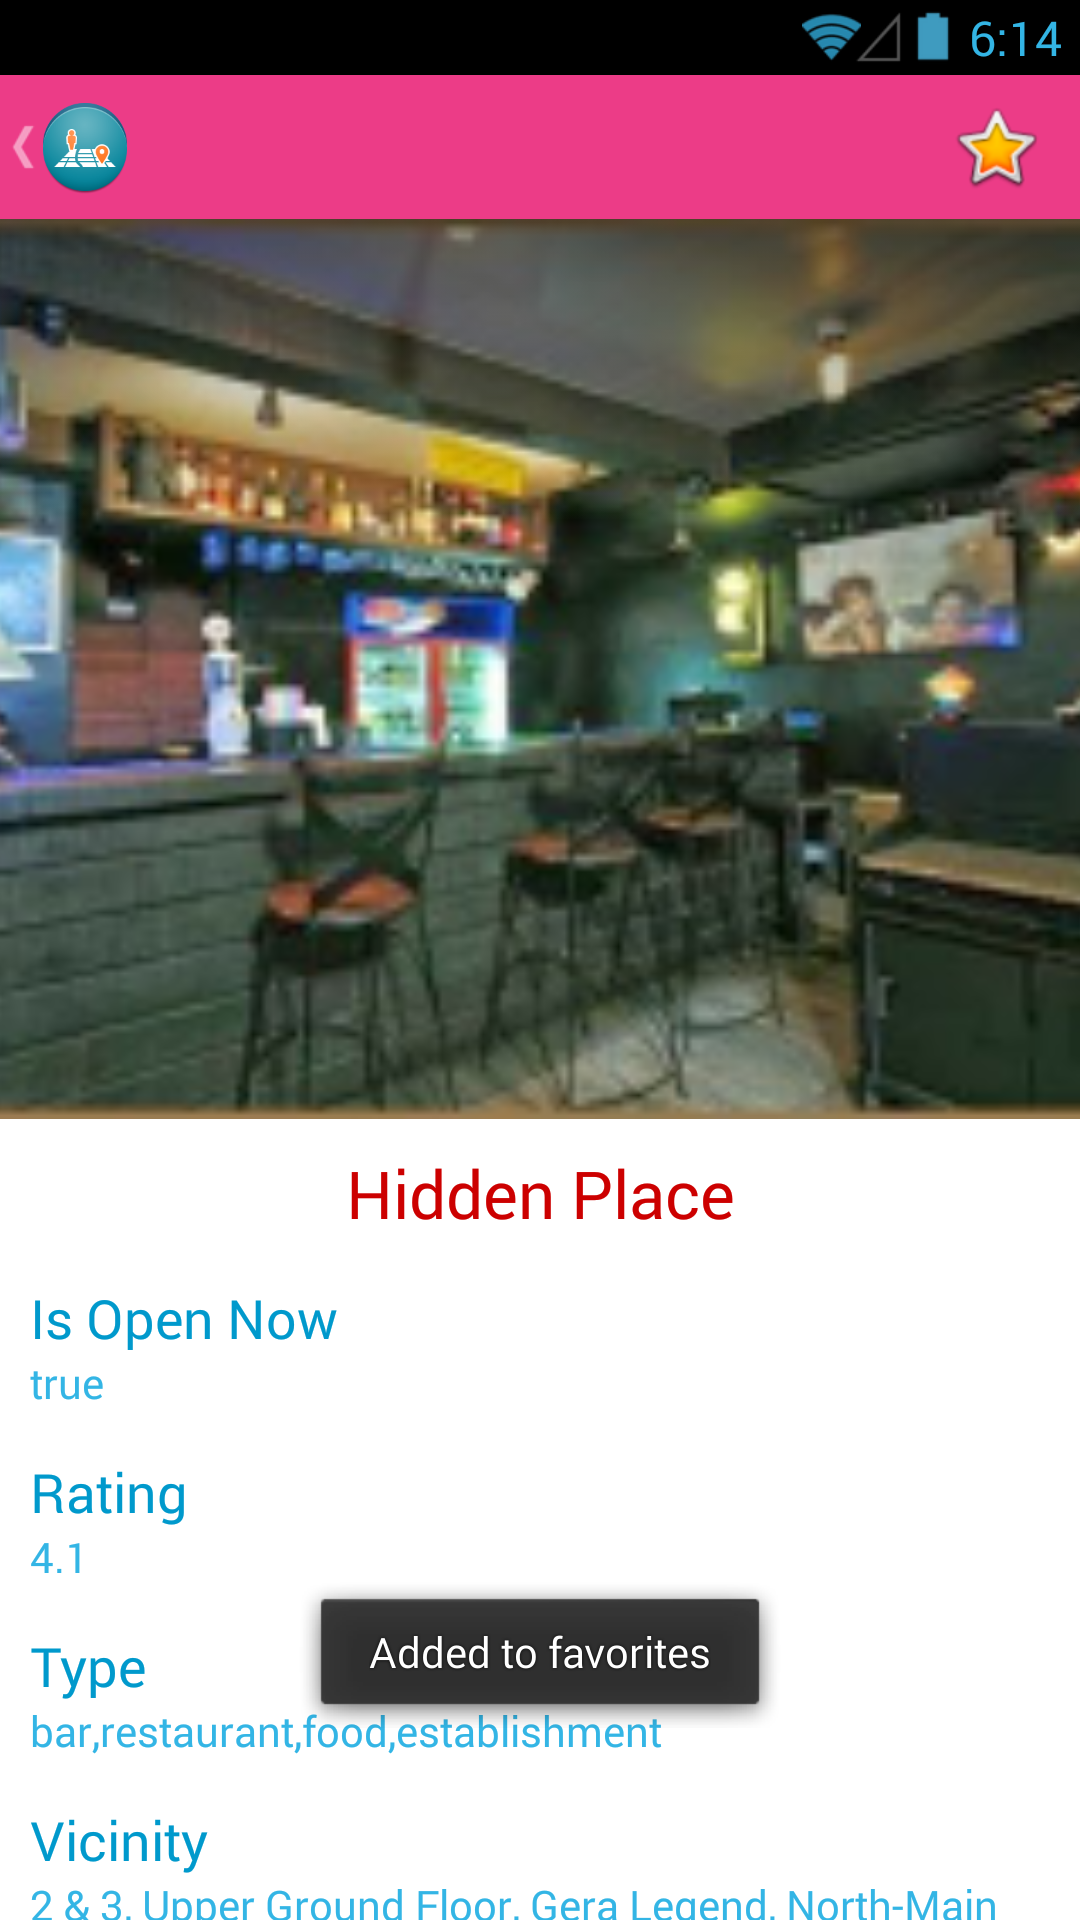 6:14
Hidden Place
Is Open Now
true
Rating
4.1
Added to favorites
Type
bar,restaurant,food,establishment
Vicinity
2 & 3, Upper Ground Floor, Gera Legend, North-Main